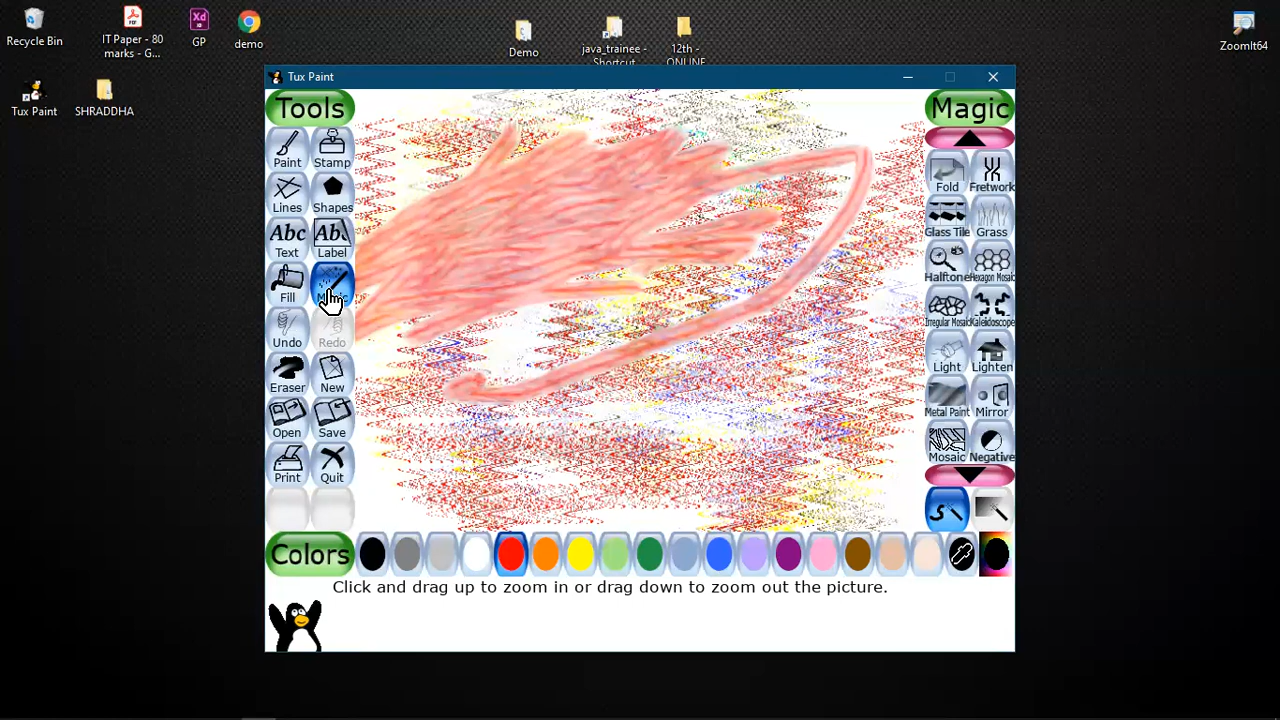 Recycle Bin
IT Paper - 80
marks - G...
GP
demo
Demo
java_trainee -
Shortcut
12th -
ONLINE
ZoomIt64
Tux Paint
SHRADDHA
Tux Paint
Tools
Magic
Paint
Stamp
Lines
Shapes
Abc
Text
Abc
Label
Fill
Magic
Undo
Redo
Eraser
New
Open
Save
Print
Quit
Fold
Fretwork
Glass Tile
Grass
Halftone
Hexagon Mosaic
Irregular Mosaic
Kaleidoscope
Light
Lighten
Metal Paint
Mirror
Mosaic
Negative
Colors
Click and drag up to zoom in or drag down to zoom out the picture.